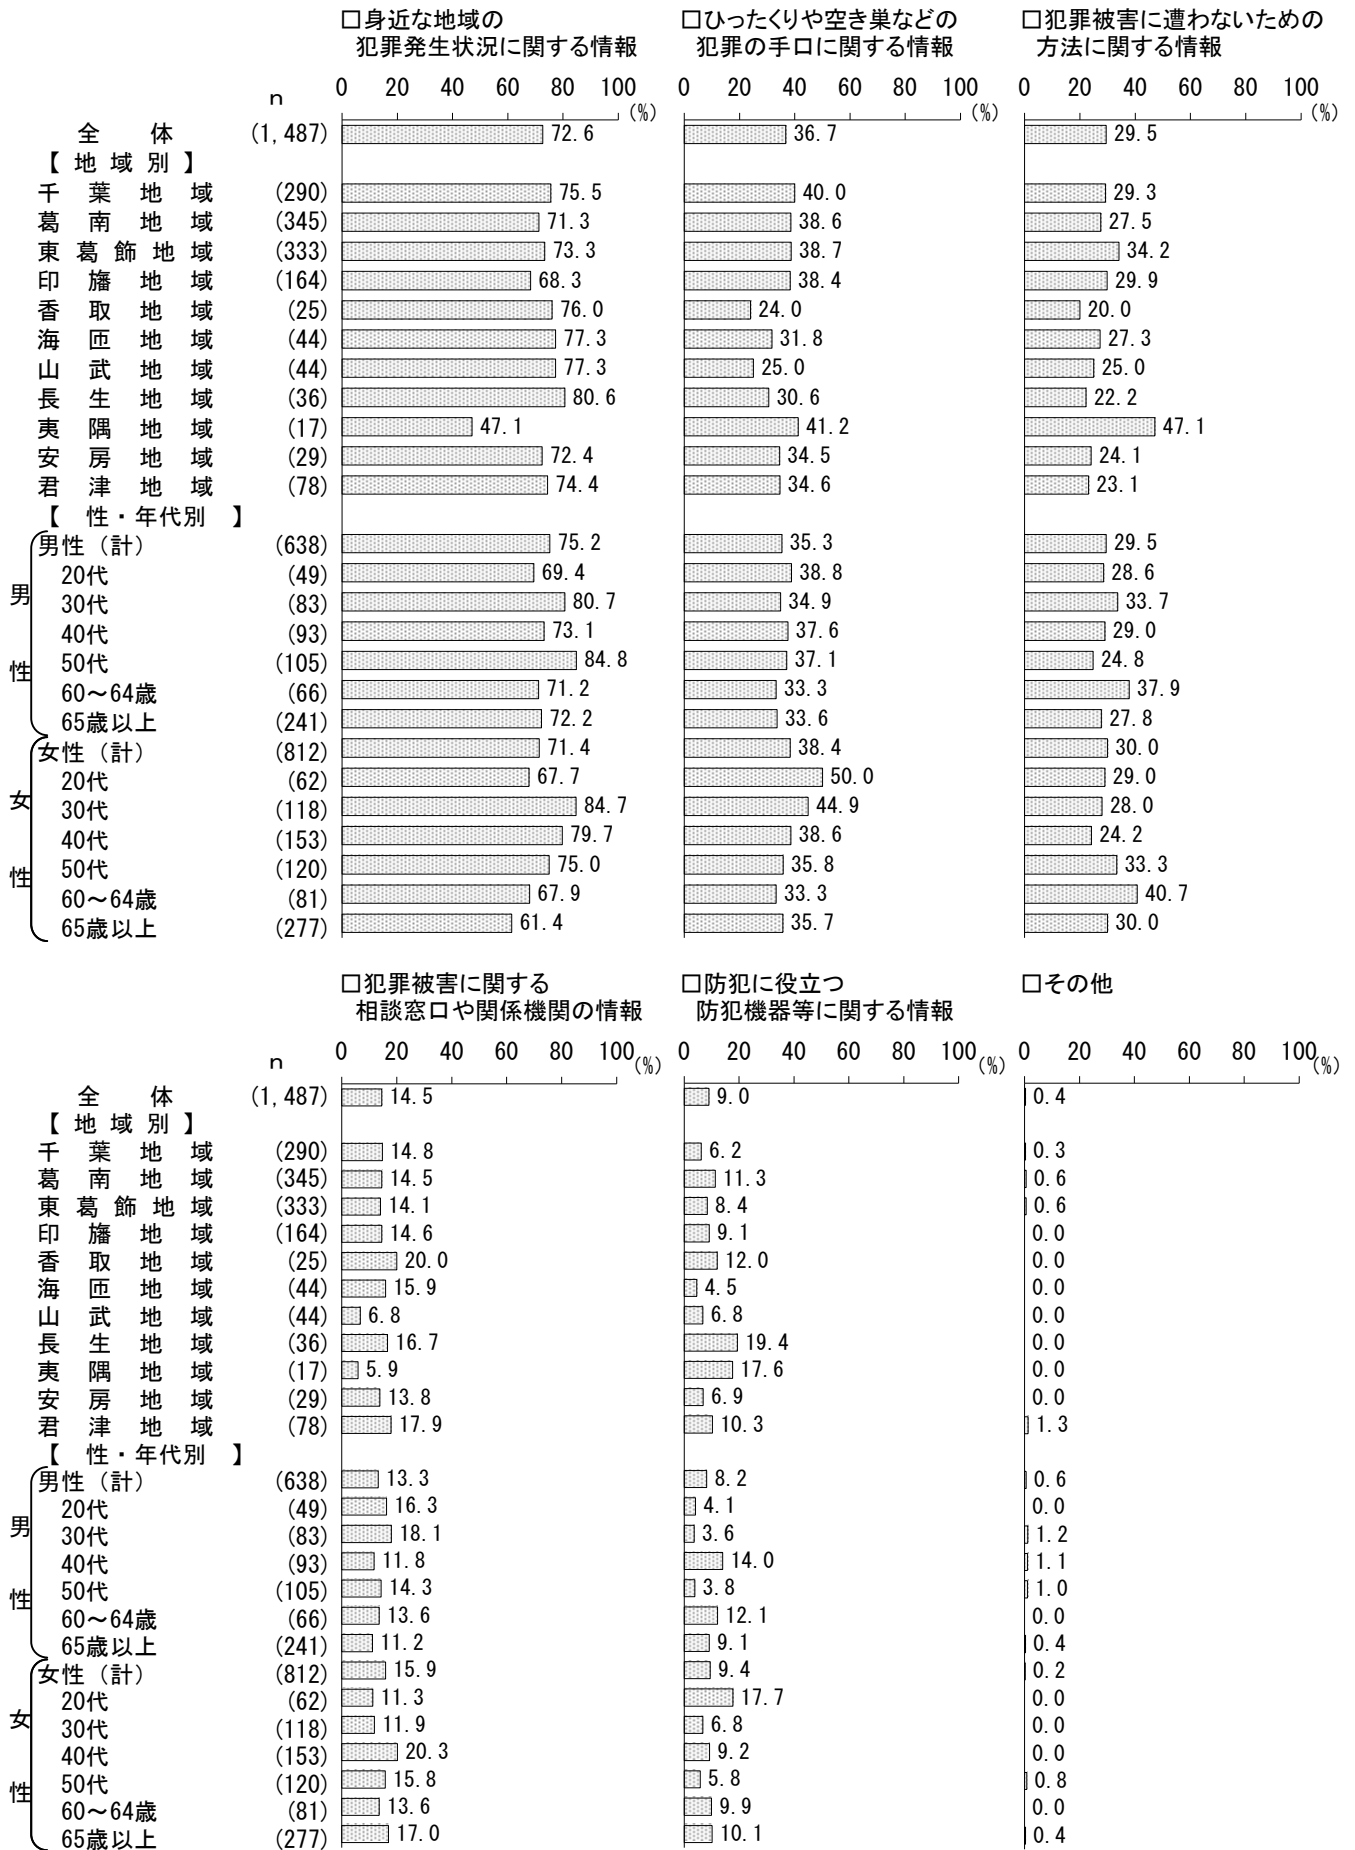 □身近な地域の
犯罪発生状況に関する情報
□ひったくりや空き巣などの
犯罪の手口に関する情報
□犯罪被害に遭わないための
方法に関する情報
n 0 20 40 60 80 100 (%) 0 20 40 60 80 100 (%) 0 20 40 60 80 100 (%)
全体 (1,487) 72.6 36.7 29.5
【地域別】
千葉地域 (290) 75.5 40.0 29.3
葛南地域 (345) 71.3 38.6 27.5
東葛飾地域 (333) 73.3 38.7 34.2
印旛地域 (164) 68.3 38.4 29.9
香取地域 (25) 76.0 24.0 20.0
海匝地域 (44) 77.3 31.8 27.3
山武地域 (44) 77.3 25.0 25.0
長生地域 (36) 80.6 30.6 22.2
夷隅地域 (17) 47.1 41.2 47.1
安房地域 (29) 72.4 34.5 24.1
君津地域 (78) 74.4 34.6 23.1
【性・年代別】
男性
男性（計） (638) 75.2 35.3 29.5
20代 (49) 69.4 38.8 28.6
30代 (83) 80.7 34.9 33.7
40代 (93) 73.1 37.6 29.0
50代 (105) 84.8 37.1 24.8
60～64歳 (66) 71.2 33.3 37.9
65歳以上 (241) 72.2 33.6 27.8
女性
女性（計） (812) 71.4 38.4 30.0
20代 (62) 67.7 50.0 29.0
30代 (118) 84.7 44.9 28.0
40代 (153) 79.7 38.6 24.2
50代 (120) 75.0 35.8 33.3
60～64歳 (81) 67.9 33.3 40.7
65歳以上 (277) 61.4 35.7 30.0
□犯罪被害に関する
相談窓口や関係機関の情報
□防犯に役立つ
防犯機器等に関する情報
□その他
n 0 20 40 60 80 100 (%) 0 20 40 60 80 100 (%) 0 20 40 60 80 100 (%)
全体 (1,487) 14.5 9.0 0.4
【地域別】
千葉地域 (290) 14.8 6.2 0.3
葛南地域 (345) 14.5 11.3 0.6
東葛飾地域 (333) 14.1 8.4 0.6
印旛地域 (164) 14.6 9.1 0.0
香取地域 (25) 20.0 12.0 0.0
海匝地域 (44) 15.9 4.5 0.0
山武地域 (44) 6.8 6.8 0.0
長生地域 (36) 16.7 19.4 0.0
夷隅地域 (17) 5.9 17.6 0.0
安房地域 (29) 13.8 6.9 0.0
君津地域 (78) 17.9 10.3 1.3
【性・年代別】
男性
男性（計） (638) 13.3 8.2 0.6
20代 (49) 16.3 4.1 0.0
30代 (83) 18.1 3.6 1.2
40代 (93) 11.8 14.0 1.1
50代 (105) 14.3 3.8 1.0
60～64歳 (66) 13.6 12.1 0.0
65歳以上 (241) 11.2 9.1 0.4
女性
女性（計） (812) 15.9 9.4 0.2
20代 (62) 11.3 17.7 0.0
30代 (118) 11.9 6.8 0.0
40代 (153) 20.3 9.2 0.0
50代 (120) 15.8 5.8 0.8
60～64歳 (81) 13.6 9.9 0.0
65歳以上 (277) 17.0 10.1 0.4